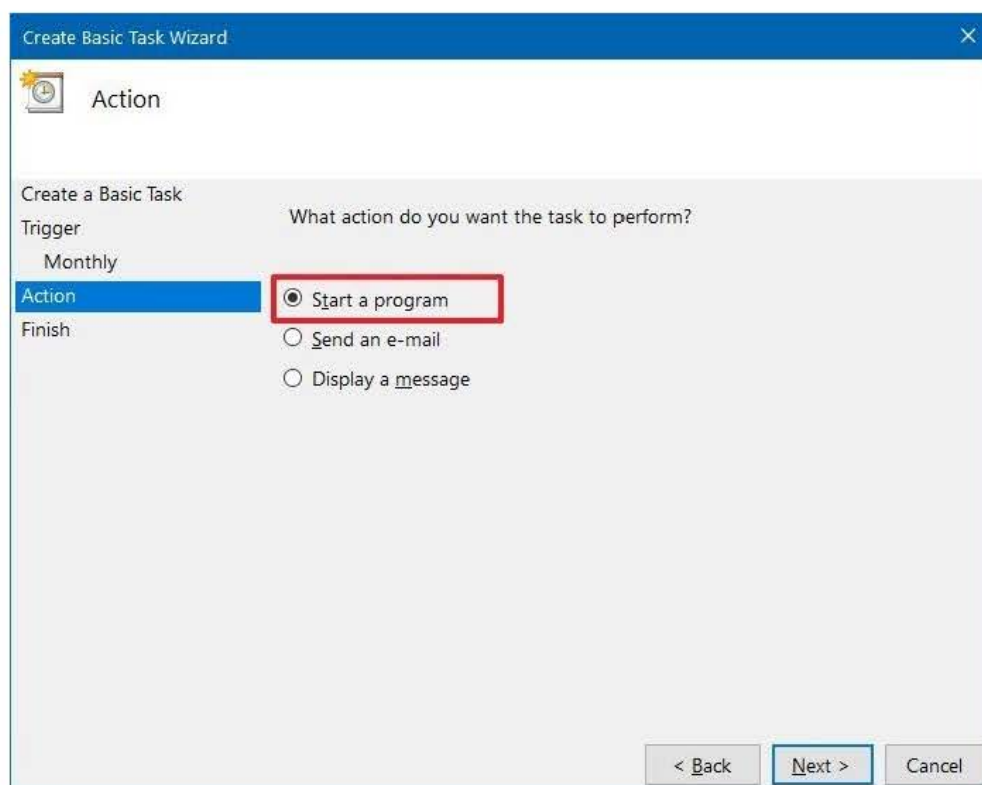 Create Basic Task Wizard
Action
Create a Basic Task
Trigger
Monthly
Action
Finish
What action do you want the task to perform?
Start a program
Send an e-mail
Display a message
< Back
Next >
Cancel